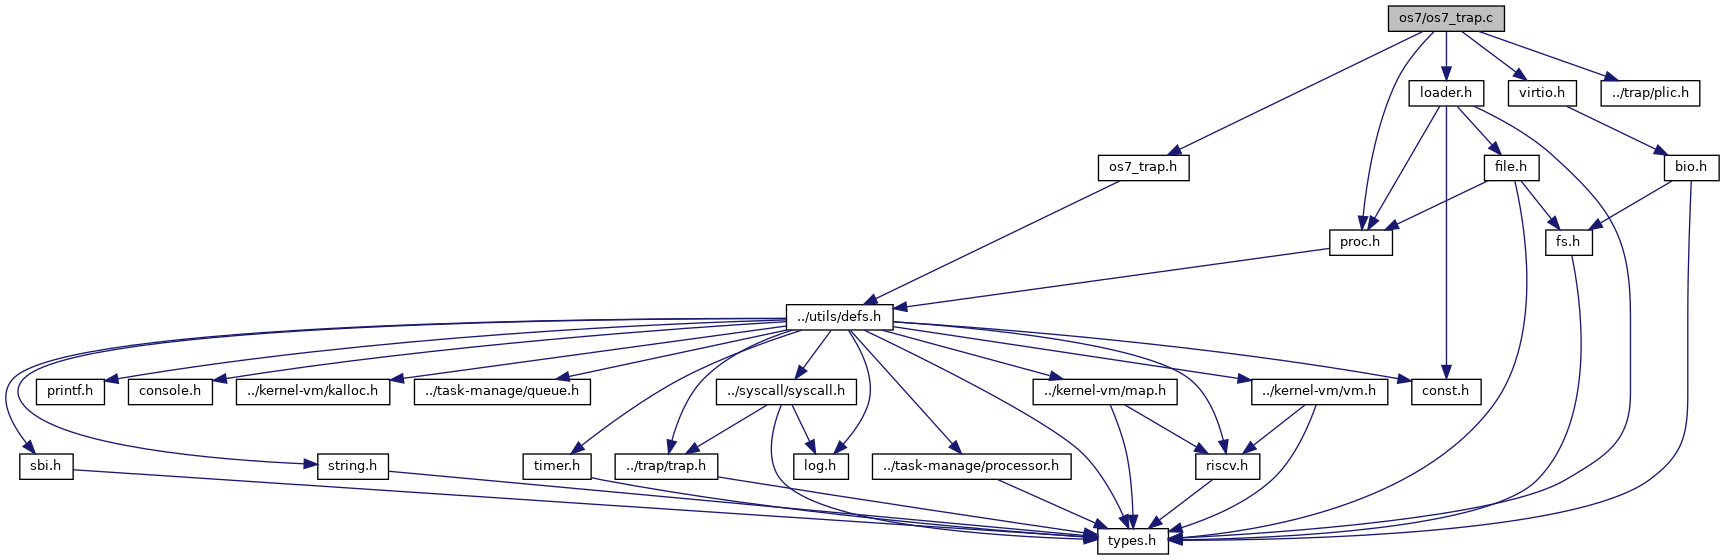 os7/os7_trap.c
loader.h
virtio.h
../trap/plic.h
os7_trap.h
file.h
bio.h
proc.h
fs.h
../utils/defs.h
printf.h
console.h
../kernel-vm/kalloc.h
../task-manage/queue.h
../syscall/syscall.h
../kernel-vm/map.h
../kernel-vm/vm.h
const.h
sbi.h
string.h
timer.h
../trap/trap.h
log.h
../task-manage/processor.h
riscv.h
types.h